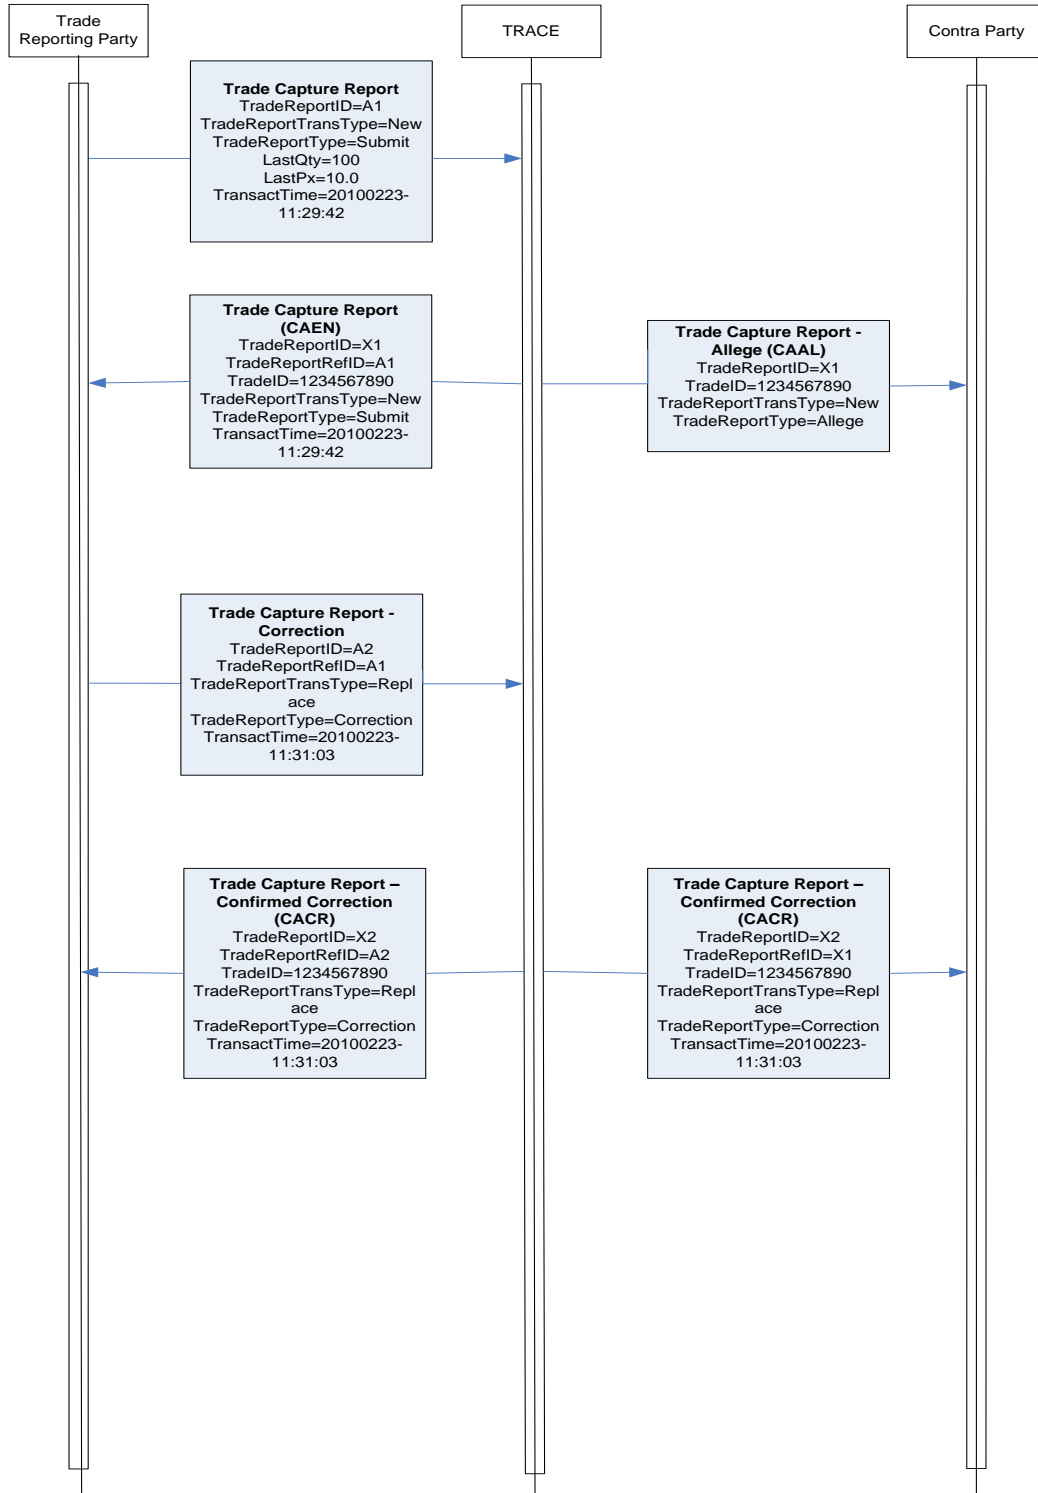 Trade
Reporting Party
TRACE
Contra Party
Trade Capture Report
TradeReportID=A1
TradeReportTransType=New
TradeReportType=Submit
LastQty=100
LastPx=10.0
TransactTime=20100223-
11:29:42
Trade Capture Report
(CAEN)
TradeReportID=X1
TradeReportRefID=A1
TradeID=1234567890
TradeReportTransType=New
TradeReportType=Submit
TransactTime=20100223-
11:29:42
Trade Capture Report -
Allege (CAAL)
TradeReportID=X1
TradeID=1234567890
TradeReportTransType=New
TradeReportType=Allege
Trade Capture Report -
Correction
TradeReportID=A2
TradeReportRefID=A1
TradeReportTransType=Repl
ace
TradeReportType=Correction
TransactTime=20100223-
11:31:03
Trade Capture Report –
Confirmed Correction
(CACR)
TradeReportID=X2
TradeReportRefID=A2
TradeID=1234567890
TradeReportTransType=Repl
ace
TradeReportType=Correction
TransactTime=20100223-
11:31:03
Trade Capture Report –
Confirmed Correction
(CACR)
TradeReportID=X2
TradeReportRefID=X1
TradeID=1234567890
TradeReportTransType=Repl
ace
TradeReportType=Correction
TransactTime=20100223-
11:31:03